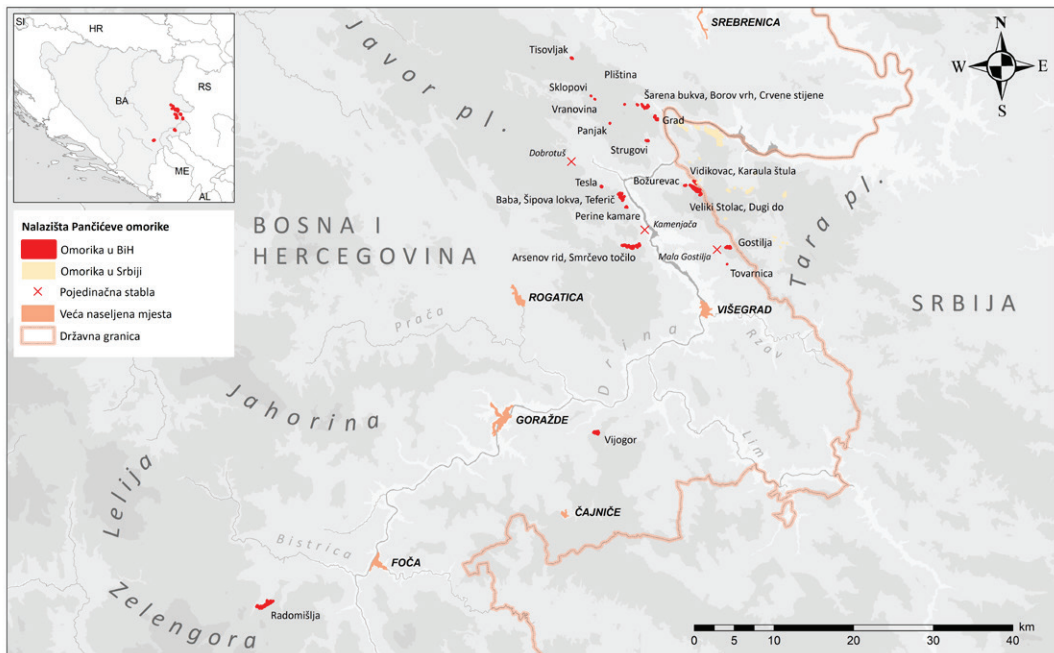 SI
HR
BA
RS
ME
AL
Nalazišta Pančićeve omorike
Omorika u BiH
Omorika u Srbiji
Pojedinačna stabla
Veća naseljena mjesta
Državna granica
SREBRENICA
N
W
E
S
Javor pl.
Tisovljak
Pliština
Sklopovi
Šarena bukva, Borov vrh, Crvene stijene
Vranovina
Grad
Panjak
Strugovi
Dobrotuš
Vidikovac, Karaula štula
Božurevac
Tesla
Baba, Šipova lokva, Teferič
Veliki Stolac, Dugi do
Perine kamare
Kamenjača
Tara pl.
BOSNA I
HERCEGOVINA
Gostilja
Arsenov rid, Smrčevo točilo
Mala Gostilja
Tovarnica
ROGATICA
VIŠEGRAD
SRBIJA
Prača
Drina
Rzav
Jahorina
GORAŽDE
Vijogor
Lim
Lelija
ČAJNIČE
Bistrica
FOČA
Zelengora
Radomišlja
km
0 5 10 20 30 40